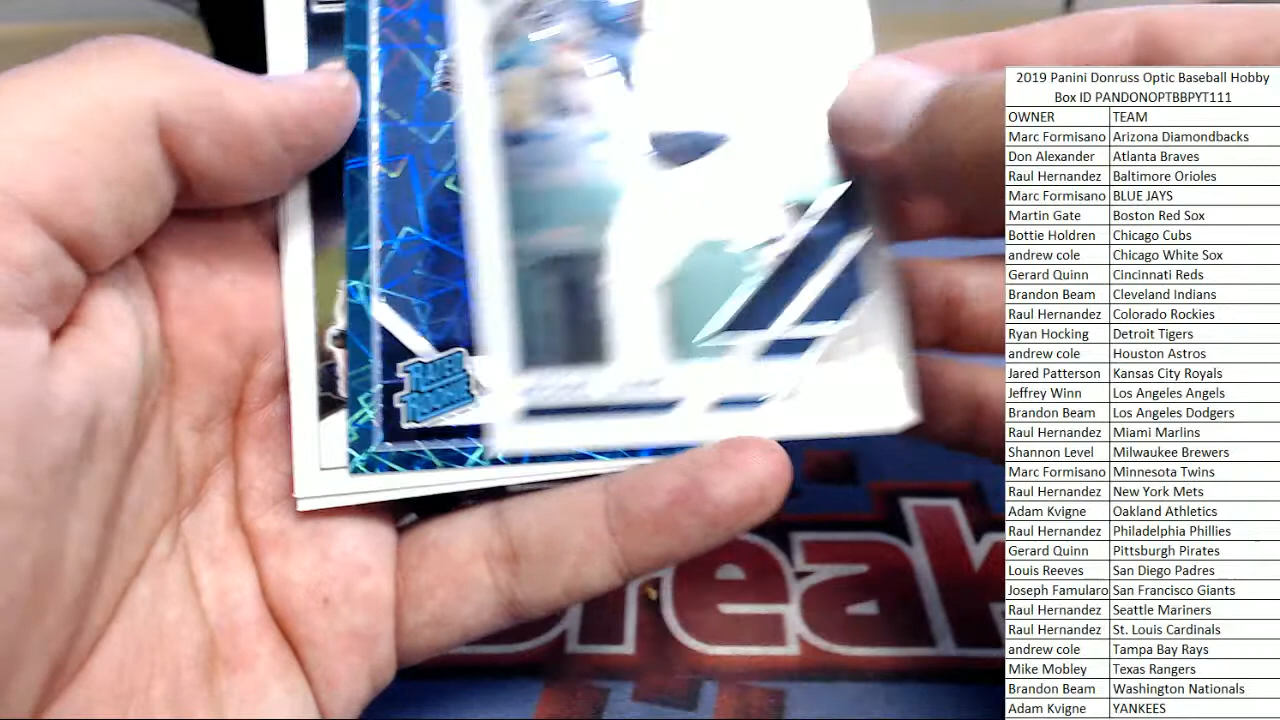 RATED
ROOKIE
Break
2019 Panini Donruss Optic Baseball Hobby
Box ID PANDONOPTBBPYT111
OWNER TEAM
Marc Formisano Arizona Diamondbacks
Don Alexander Atlanta Braves
Raul Hernandez Baltimore Orioles
Marc Formisano BLUE JAYS
Martin Gate Boston Red Sox
Bottie Holdren Chicago Cubs
andrew cole Chicago White Sox
Gerard Quinn Cincinnati Reds
Brandon Beam Cleveland Indians
Raul Hernandez Colorado Rockies
Ryan Hocking Detroit Tigers
andrew cole Houston Astros
Jared Patterson Kansas City Royals
Jeffrey Winn Los Angeles Angels
Brandon Beam Los Angeles Dodgers
Raul Hernandez Miami Marlins
Shannon Level Milwaukee Brewers
Marc Formisano Minnesota Twins
Raul Hernandez New York Mets
Adam Kvigne Oakland Athletics
Raul Hernandez Philadelphia Phillies
Gerard Quinn Pittsburgh Pirates
Louis Reeves San Diego Padres
Joseph Famularo San Francisco Giants
Raul Hernandez Seattle Mariners
Raul Hernandez St. Louis Cardinals
andrew cole Tampa Bay Rays
Mike Mobley Texas Rangers
Brandon Beam Washington Nationals
Adam Kvigne YANKEES